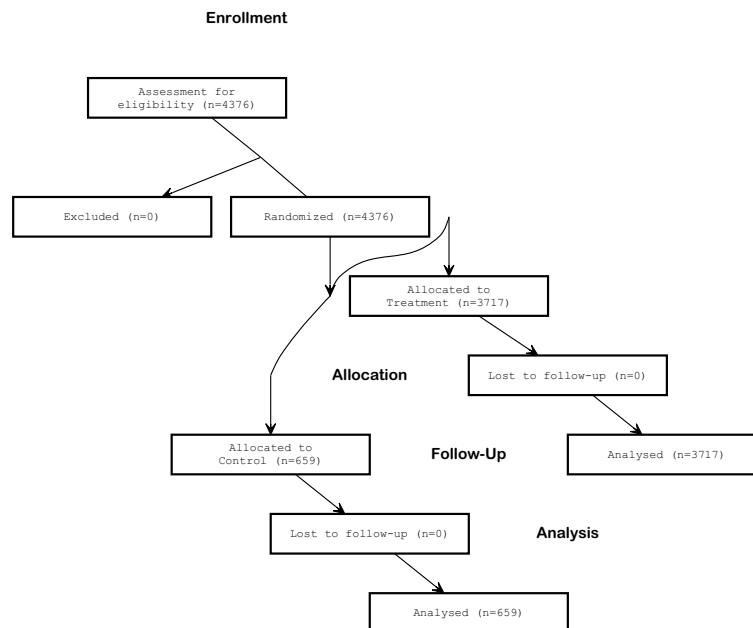 Enrollment
Assessment for
eligibility (n=4376)
Excluded (n=0)
Randomized (n=4376)
Allocated to
Treatment (n=3717)
Allocation
Lost to follow-up (n=0)
Allocated to
Control (n=659)
Follow-Up
Analysed (n=3717)
Lost to follow-up (n=0)
Analysis
Analysed (n=659)